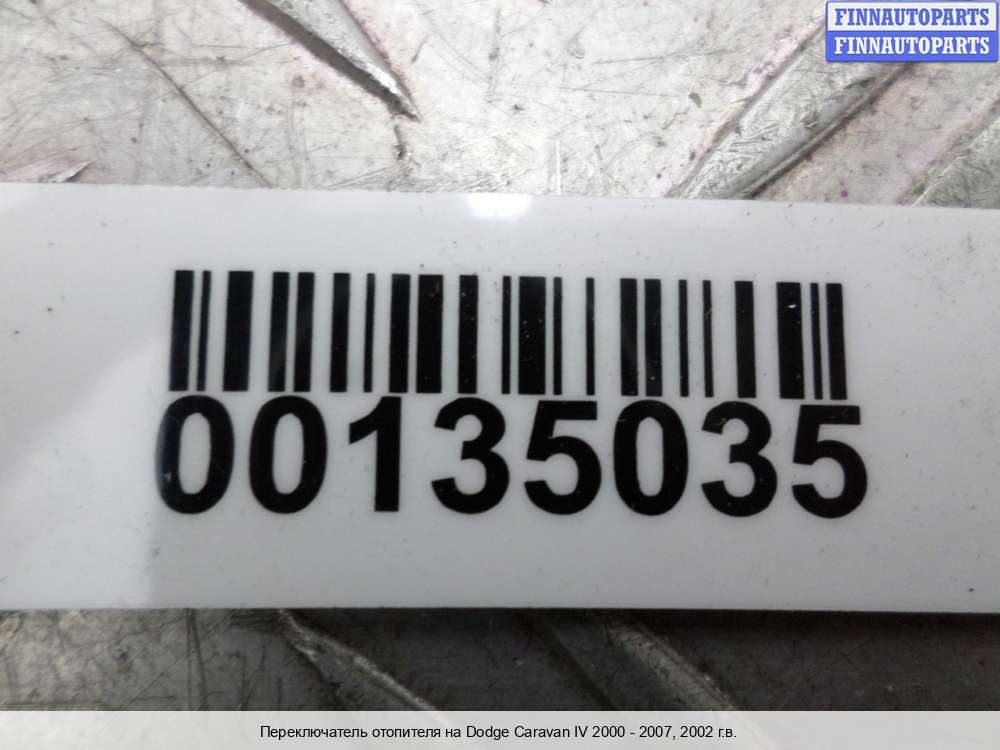 FINNAUTOPARTS
FINNAUTOPARTS
00135035
Переключатель отопителя на Dodge Caravan IV 2000 - 2007, 2002 г.в.